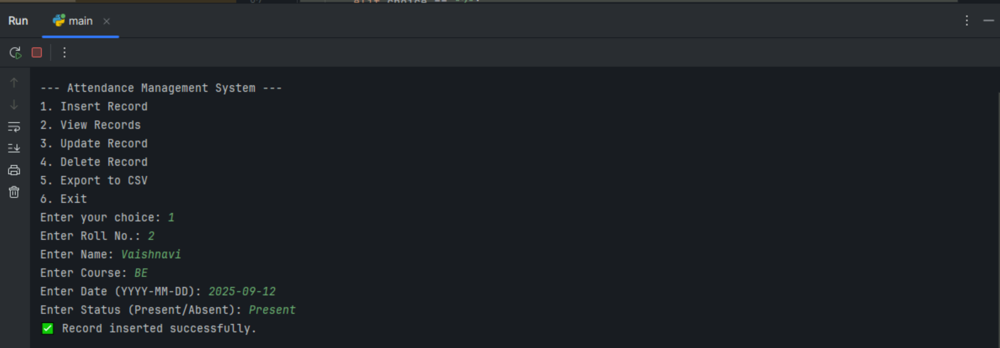 Run main
--- Attendance Management System ---
1. Insert Record
2. View Records
3. Update Record
4. Delete Record
5. Export to CSV
6. Exit
Enter your choice: 1
Enter Roll No.: 2
Enter Name: Vaishnavi
Enter Course: BE
Enter Date (YYYY-MM-DD): 2025-09-12
Enter Status (Present/Absent): Present
✅ Record inserted successfully.